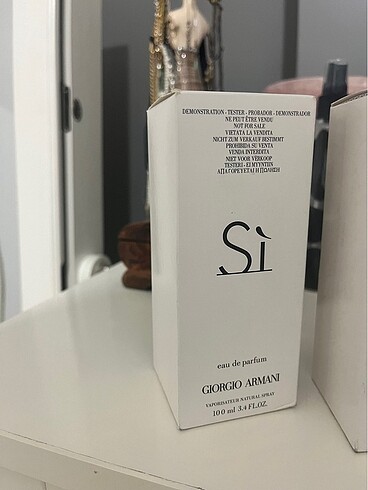 DEMONSTRATION - TESTER - PROBADOR - DEMONSTRADOR
NE PEUT ÊTRE VENDU
NOT FOR SALE
VIETATA LA VENDITA
NICHT ZUM VERKAUF BESTIMMT
PROHIBIDA SU VENTA
VENDA INTERDITA
NIET VOOR VERKOOP
TESTERI - EI MYYNTIIN
ΑΠΑΓΟΡΕΥΕΤΑΙ Η ΠΩΛΗΣΗ
Sì
eau de parfum
GIORGIO ARMANI
VAPORISATEUR NATURAL SPRAY
100 ml 3.4 FL.OZ.